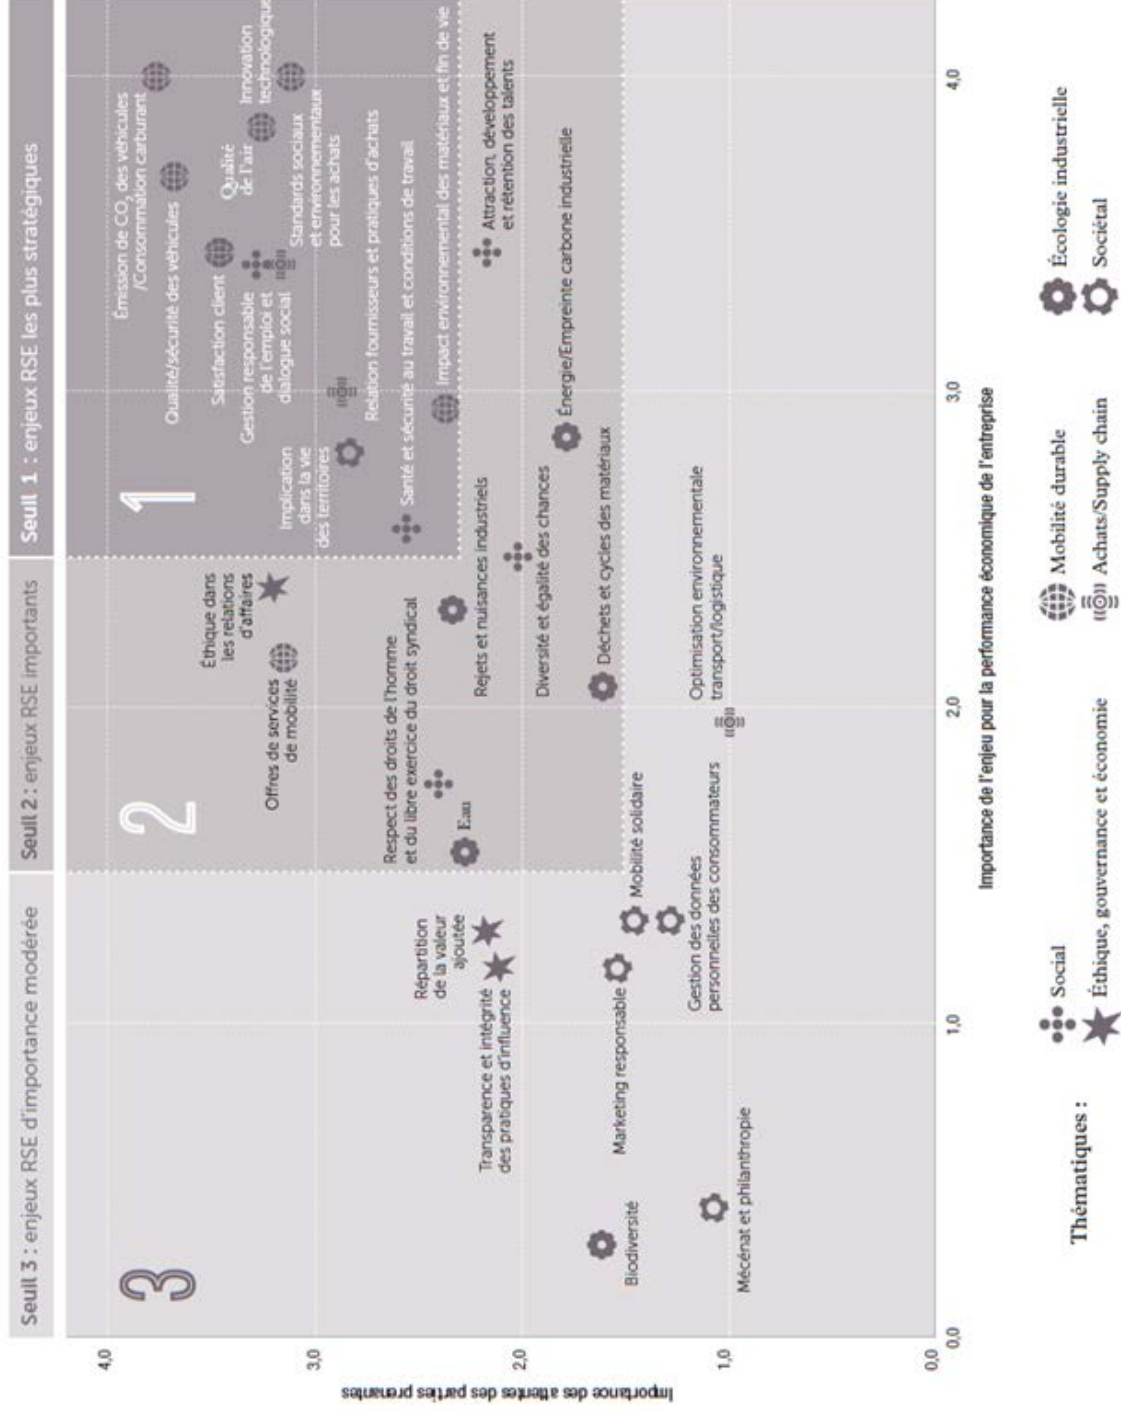 Seuil 3 : enjeux RSE d'importance modérée
Seuil 2 : enjeux RSE importants
Seuil 1 : enjeux RSE les plus stratégiques
3
2
1
Émission de CO2 des véhicules
/Consommation carburant
Qualité/sécurité des véhicules
Innovation
technologique
Qualité
de l'air
Satisfaction client
Standards sociaux
et environnementaux
pour les achats
Gestion responsable
de l'emploi et
dialogue social
Relation fournisseurs et pratiques d'achats
Implication
dans la vie
des territoires
Santé et sécurité au travail et conditions de travail
Impact environnemental des matériaux et fin de vie
Éthique dans
les relations
d'affaires
Offres de services
de mobilité
Respect des droits de l'homme
et du libre exercice du droit syndical
Eau
Rejets et nuisances industriels
Attraction, développement
et rétention des talents
Diversité et égalité des chances
Énergie/Empreinte carbone industrielle
Déchets et cycles des matériaux
Répartition
de la valeur
ajoutée
Transparence et intégrité
des pratiques d'influence
Marketing responsable
Mobilité solidaire
Biodiversité
Gestion des données
personnelles des consommateurs
Optimisation environnementale
transport/logistique
Mécénat et philanthropie
4,0
3,0
2,0
1,0
0,0
Importance des attentes des parties prenantes
0,0
1,0
2,0
3,0
4,0
Importance de l'enjeu pour la performance économique de l'entreprise
Thématiques :
Social
Mobilité durable
Écologie industrielle
Éthique, gouvernance et économie
Achats/Supply chain
Sociétal